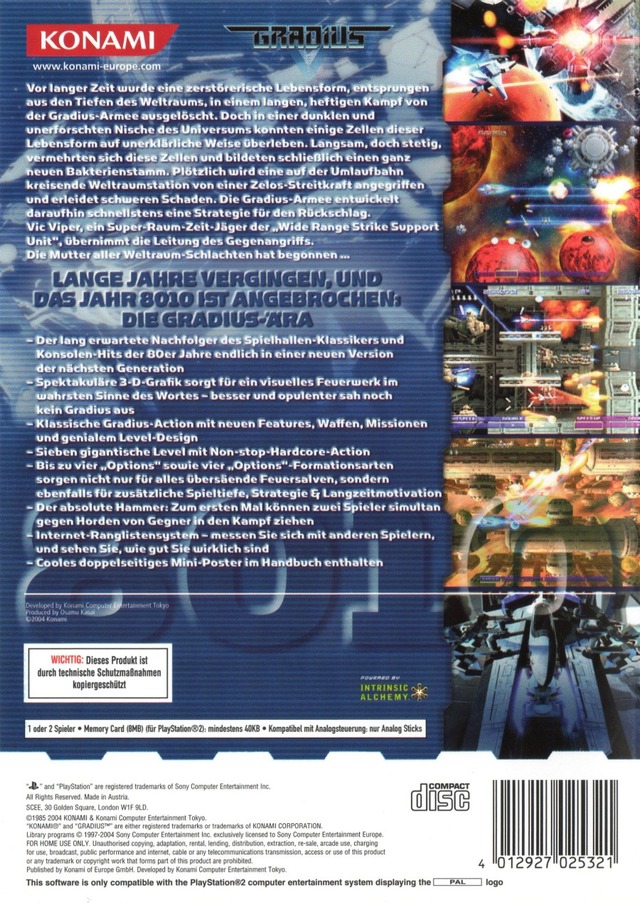 KONAMI
GRADIUS
V
www.konami-europe.com
Vor langer Zeit wurde eine zerstörerische Lebensform, entsprungen
aus den Tiefen des Weltraums, in einem langen, heftigen Kampf von
der Gradius-Armee ausgelöscht. Doch in einer dunklen und
unerforschten Nische des Universums konnten einige Zellen dieser
Lebensform auf unerklärliche Weise überleben. Langsam, doch stetig,
vermehrten sich diese Zellen und bildeten schließlich einen ganz
neuen Bakterienstamm. Plötzlich wird eine auf der Umlaufbahn
kreisende Weltraumstation von einer Zelos-Streitkraft angegriffen
und erleidet schweren Schaden. Die Gradius-Armee entwickelt
daraufhin schnellstens eine Strategie für den Rückschlag.
Vic Viper, ein Super-Raum-Zeit-Jäger der „Wide Range Strike Support
Unit“, übernimmt die Leitung des Gegenangriffs.
Die Mutter aller Weltraum-Schlachten hat begonnen ...
LANGE JAHRE VERGINGEN, UND
DAS JAHR 8010 IST ANGEBROCHEN:
DIE GRADIUS-ÄRA
– Der lang erwartete Nachfolger des Spielhallen-Klassikers und
Konsolen-Hits der 80er Jahre endlich in einer neuen Version
der nächsten Generation
– Spektakuläre 3-D-Grafik sorgt für ein visuelles Feuerwerk im
wahrsten Sinne des Wortes – besser und opulenter sah noch
kein Gradius aus
– Klassische Gradius-Action mit neuen Features, Waffen, Missionen
und genialem Level-Design
– Sieben gigantische Level mit Non-stop-Hardcore-Action
– Bis zu vier „Options“ sowie vier „Options“-Formationsarten
sorgen nicht nur für alles übersäende Feuersalven, sondern
ebenfalls für zusätzliche Spieltiefe, Strategie & Langzeitmotivation
– Der absolute Hammer: Zum ersten Mal können zwei Spieler simultan
gegen Horden von Gegner in den Kampf ziehen
– Internet-Ranglistensystem – messen Sie sich mit anderen Spielern,
und sehen Sie, wie gut Sie wirklich sind
– Cooles doppelseitiges Mini-Poster im Handbuch enthalten
8010
Developed by Konami Computer Entertainment Tokyo
Produced by Osamu Kasai
©2004 Konami
WICHTIG: Dieses Produkt ist
durch technische Schutzmaßnahmen
kopiergeschützt
POWERED BY
INTRINSIC
ALCHEMY
1 oder 2 Spieler • Memory Card (8MB) (für PlayStation®2): mindestens 40KB • Kompatibel mit Analogsteuerung: nur Analog Sticks
" " and "PlayStation" are registered trademarks of Sony Computer Entertainment Inc.
All Rights Reserved. Made in Austria.
SCEE, 30 Golden Square, London W1F 9LD.
©1985 2004 KONAMI & Konami Computer Entertainment Tokyo.
"KONAMI®" and "GRADIUS™" are either registered trademarks or trademarks of KONAMI CORPORATION.
Library programs © 1997-2004 Sony Computer Entertainment Inc. exclusively licensed to Sony Computer Entertainment Europe.
FOR HOME USE ONLY. Unauthorised copying, adaptation, rental, lending, distribution, extraction, re-sale, arcade use, charging
for use, broadcast, public performance and internet, cable or any telecommunications transmission, access or use of this product
or any trademark or copyright work that forms part of this product are prohibited.
Published by Konami of Europe GmbH. Developed by Konami Computer Entertainment Tokyo.
This software is only compatible with the PlayStation®2 computer entertainment system displaying the PAL logo
COMPACT
disc
4 012927 025321